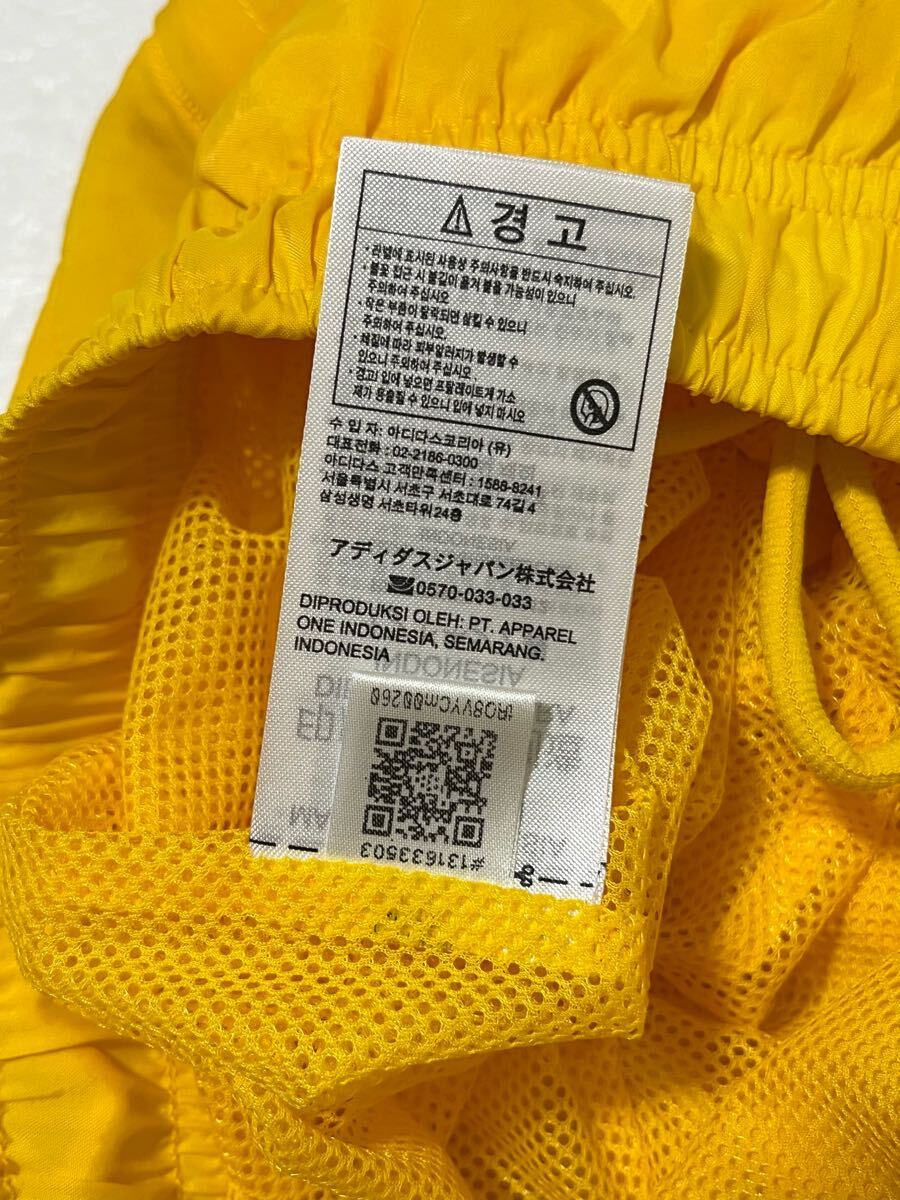 ⚠ 경 고
· 라벨에 표시된 사용상 주의사항을 반드시 숙지하여 주십시오.
· 불꽃 접근 시 불길이 옮겨 붙을 가능성이 있으니
주의하여 주십시오
· 작은 부품이 탈락되면 삼킬 수 있으니
주의하여 주십시오.
· 체질에 따라 피부알러지가 발생할 수
있으니 주의하여 주십시오
· 경고! 입에 넣으면 프탈레이트계 가소
제가 용출될 수 있으니 입에 넣지 마시오
수 입 자: 아디다스코리아 (유)
대표전화 : 02-2186-0300
아디다스 고객만족센터 : 1588-8241
서울특별시 서초구 서초대로 74길 4
삼성생명 서초타워 24층
アディダスジャパン株式会社
0570-033-033
DIPRODUKSI OLEH: PT. APPAREL
ONE INDONESIA, SEMARANG.
INDONESIA
#131633503